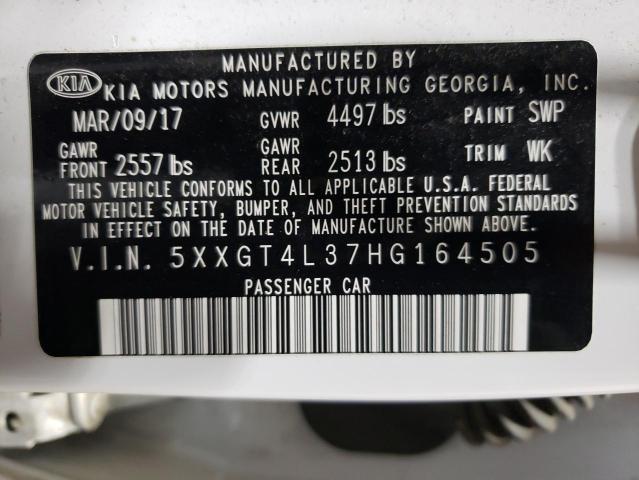 MANUFACTURED BY
KIA KIA MOTORS MANUFACTURING GEORGIA, INC.
MAR/09/17 GVWR 4497 lbs PAINT SWP
GAWR FRONT 2557 lbs GAWR REAR 2513 lbs TRIM WK
THIS VEHICLE CONFORMS TO ALL APPLICABLE U.S.A. FEDERAL
MOTOR VEHICLE SAFETY, BUMPER, AND THEFT PREVENTION STANDARDS
IN EFFECT ON THE DATE OF MANUFACTURE SHOWN ABOVE.
V.I.N. 5XXGT4L37HG164505
PASSENGER CAR